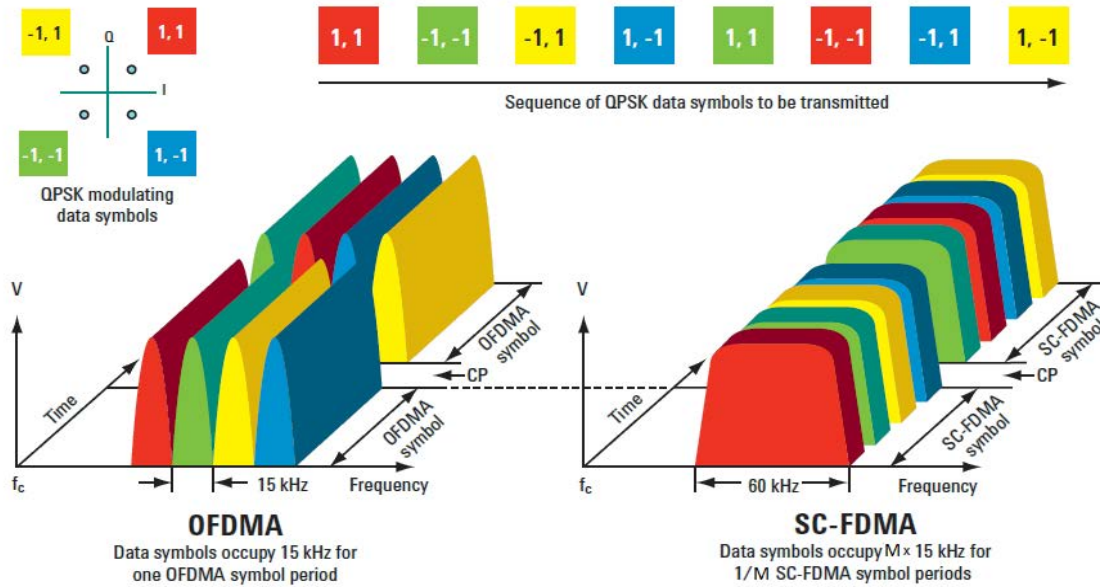 -1, 1
1, 1
Q
I
-1, -1
1, -1
QPSK modulating
data symbols
1, 1
-1, -1
-1, 1
1, -1
1, 1
-1, -1
-1, 1
1, -1
Sequence of QPSK data symbols to be transmitted
V
Time
OFDMA
symbol
CP
OFDMA
symbol
fc
15 kHz
Frequency
OFDMA
Data symbols occupy 15 kHz for
one OFDMA symbol period
V
Time
SC-FDMA
symbol
CP
SC-FDMA
symbol
fc
60 kHz
Frequency
SC-FDMA
Data symbols occupy M × 15 kHz for
1/M SC-FDMA symbol periods